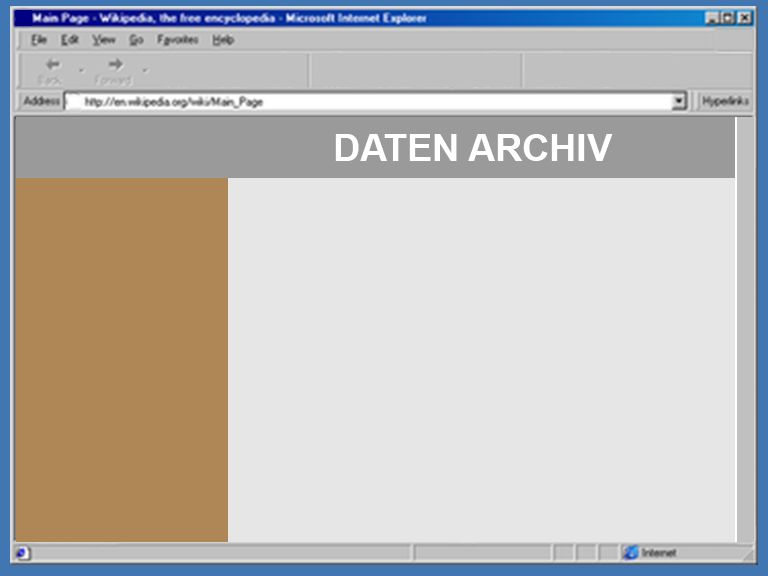 Main Page - Wikipedia, the free encyclopedia - Microsoft Internet Explorer
File Edit View Go Favorites Help
Back Forward
Address http://en.wikipedia.org/wiki/Main_Page Hyperlinks
DATEN ARCHIV
Internet